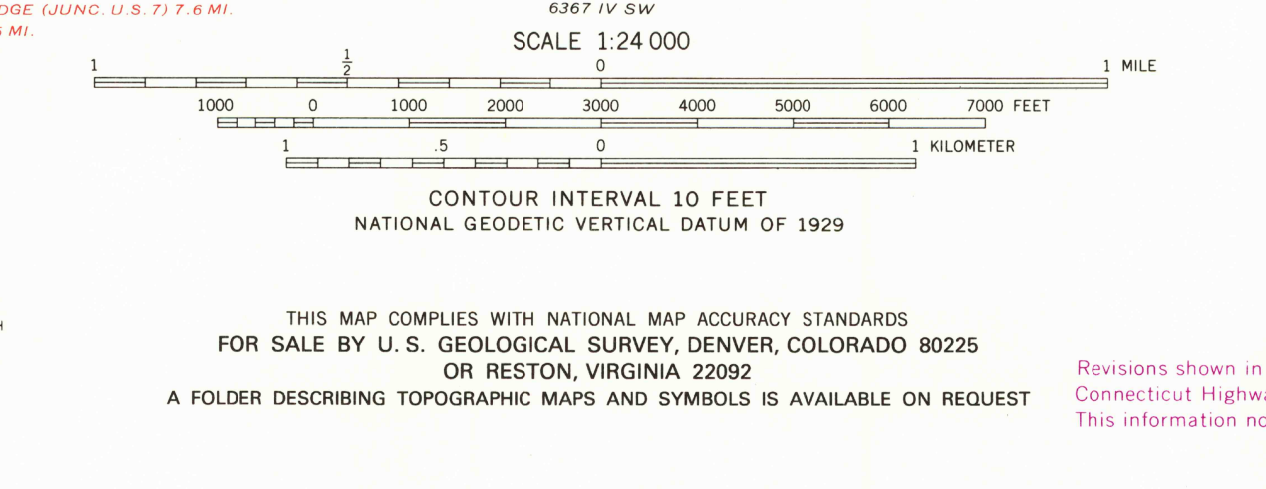 DGE (JUNC. U.S. 7) 7.6 MI.
MI.
6367 IV SW
SCALE 1:24 000
1 1/2 0 1 MILE
1000 0 1000 2000 3000 4000 5000 6000 7000 FEET
1 .5 0 1 KILOMETER
CONTOUR INTERVAL 10 FEET
NATIONAL GEODETIC VERTICAL DATUM OF 1929
THIS MAP COMPLIES WITH NATIONAL MAP ACCURACY STANDARDS
FOR SALE BY U.S. GEOLOGICAL SURVEY, DENVER, COLORADO 80225
OR RESTON, VIRGINIA 22092
A FOLDER DESCRIBING TOPOGRAPHIC MAPS AND SYMBOLS IS AVAILABLE ON REQUEST
Revisions shown in
Connecticut Highwa
This information no